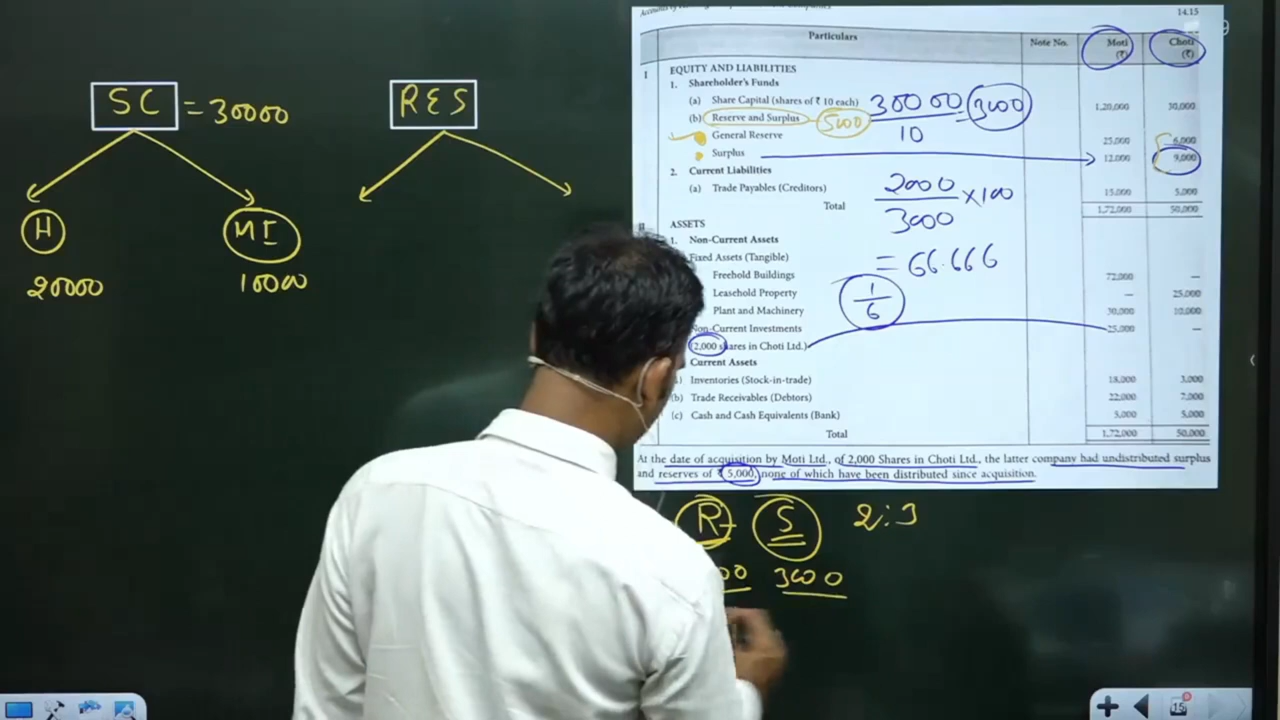 SC = 30000
RES
H
MI
20000
10000
14.15
Particulars
Note No.
Moti
(₹)
Choti
(₹)
I
EQUITY AND LIABILITIES
1. Shareholder's Funds
(a) Share Capital (shares of ₹ 10 each)
1,20,000
30,000
(b) Reserve and Surplus
5000
General Reserve
25,000
6,000
Surplus
12,000
9,000
30000
10
= 3000
2. Current Liabilities
(a) Trade Payables (Creditors)
15,000
5,000
Total
1,72,000
50,000
2000
3000
×100
= 66.666
1
6
II
ASSETS
1. Non-Current Assets
Fixed Assets (Tangible)
Freehold Buildings
72,000
—
Leasehold Property
—
25,000
Plant and Machinery
30,000
10,000
Non-Current Investments
25,000
—
(2,000 shares in Choti Ltd.)
Current Assets
Inventories (Stock-in-trade)
18,000
3,000
(b) Trade Receivables (Debtors)
22,000
7,000
(c) Cash and Cash Equivalents (Bank)
5,000
5,000
Total
1,72,000
50,000
At the date of acquisition by Moti Ltd., of 2,000 Shares in Choti Ltd., the latter company had undistributed surplus
and reserves of ₹ 5,000, none of which have been distributed since acquisition.
R
S
2:3
3000
15